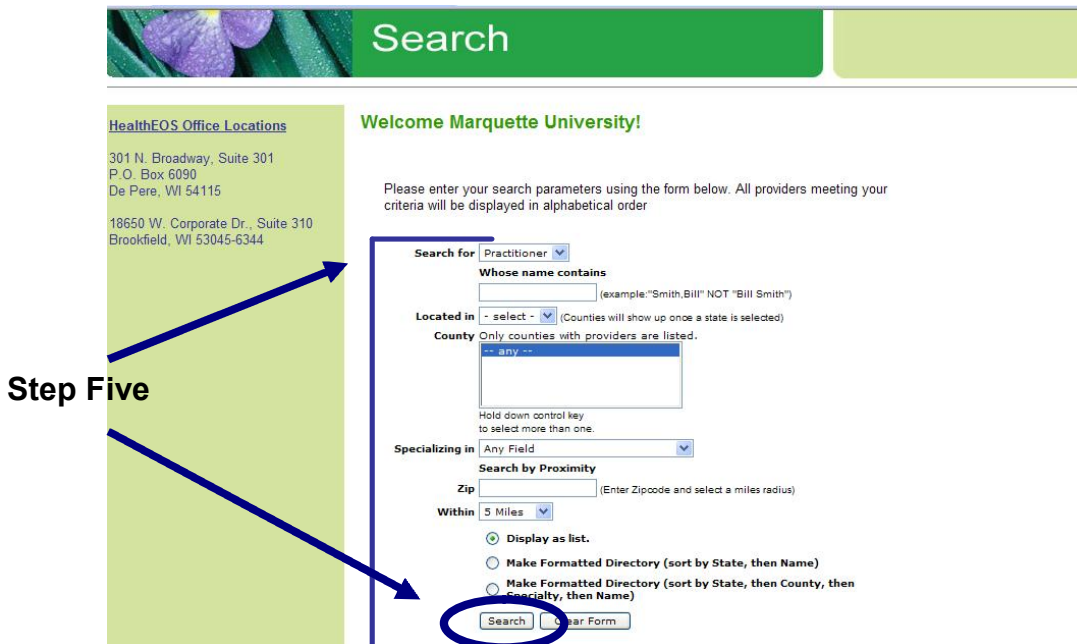 Search
HealthEOS Office Locations
301 N. Broadway, Suite 301
P.O. Box 6090
De Pere, WI 54115
18650 W. Corporate Dr., Suite 310
Brookfield, WI 53045-6344
Welcome Marquette University!
Please enter your search parameters using the form below. All providers meeting your
criteria will be displayed in alphabetical order
Search for Practitioner
Whose name contains
(example:"Smith,Bill" NOT "Bill Smith")
Located in - select - (Counties will show up once a state is selected)
County Only counties with providers are listed.
-- any --
Hold down control key
to select more than one.
Specializing in Any Field
Search by Proximity
Zip (Enter Zipcode and select a miles radius)
Within 5 Miles
Display as list.
Make Formatted Directory (sort by State, then Name)
Make Formatted Directory (sort by State, then County, then
Specialty, then Name)
Search Clear Form
Step Five